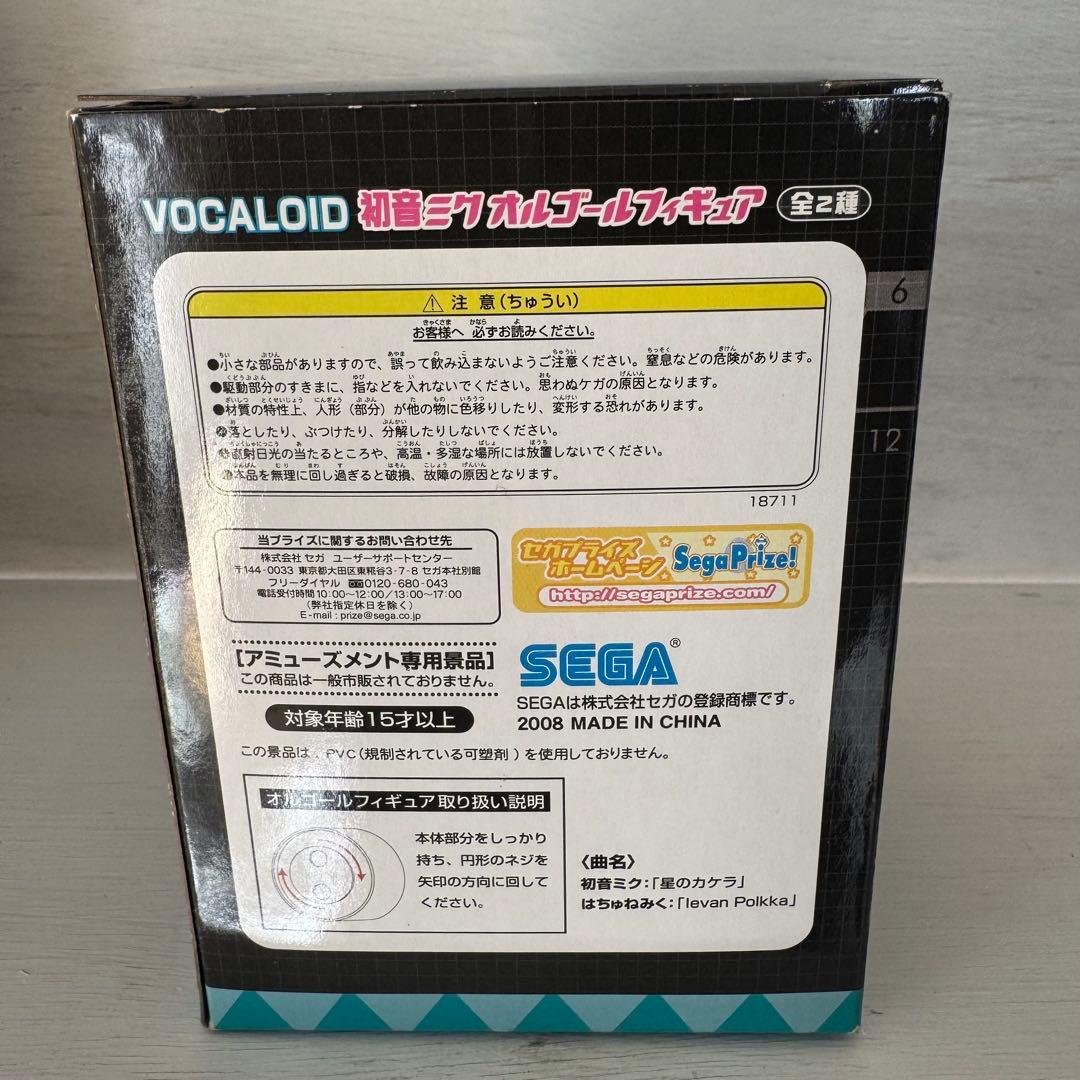 VOCALOID 初音ミク オルゴールフィギュア 全2種
6
12
⚠ 注意(ちゅうい)
お客様へ 必ずお読みください。
●小さな部品がありますので、誤って飲み込まないようご注意ください。窒息などの危険があります。
●駆動部分のすきまに、指などを入れないでください。思わぬケガの原因となります。
●材質の特性上、人形(部分)が他の物に色移りしたり、変形する恐れがあります。
●落としたり、ぶつけたり、分解したりしないでください。
●直射日光の当たるところや、高温・多湿な場所には放置しないでください。
●本品を無理に回し過ぎると破損、故障の原因となります。
18711
当プライズに関するお問い合わせ先
株式会社 セガ ユーザーサポートセンター
〒144-0033 東京都大田区東糀谷3-7-8 セガ本社別館
フリーダイヤル 0120-680-043
電話受付時間 10:00〜12:00/13:00〜17:00
(弊社指定休日を除く)
E-mail:prize@sega.co.jp
セガプライズ
ホームページ
SegaPrize!
http://segaprize.com/
[アミューズメント専用景品]
この商品は一般市販されておりません。
対象年齢15才以上
SEGA®
SEGAは株式会社セガの登録商標です。
2008 MADE IN CHINA
この景品は、PVC(規制されている可塑剤)を使用しておりません。
オルゴールフィギュア取り扱い説明
本体部分をしっかり
持ち、円形のネジを
矢印の方向に回して
ください。
〈曲名〉
初音ミク:「星のカケラ」
はちゅねみく:「Ievan Polkka」